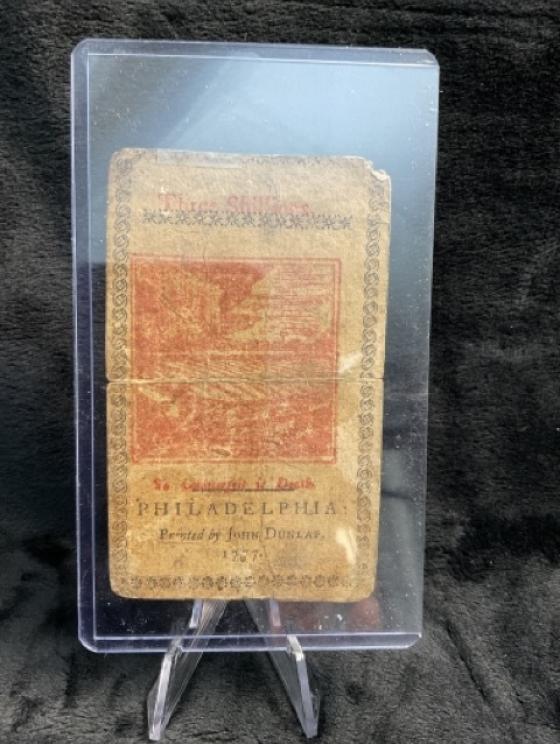 Three Shillings.
To Counterfeit is Death.
PHILADELPHIA:
Printed by JOHN DUNLAP,
1777.